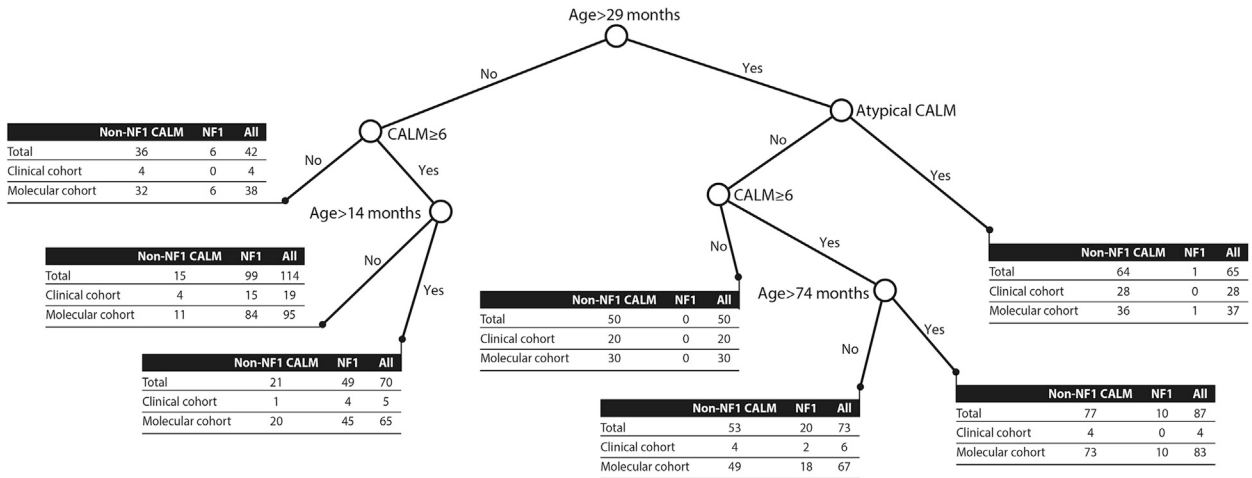 Age>29 months
No
Yes
CALM≥6
Atypical CALM
No
Yes
No
Yes
Non-NF1 CALM NF1 All
Total 36 6 42
Clinical cohort 4 0 4
Molecular cohort 32 6 38
Age>14 months
No
Yes
CALM≥6
No
Yes
Non-NF1 CALM NF1 All
Total 15 99 114
Clinical cohort 4 15 19
Molecular cohort 11 84 95
Non-NF1 CALM NF1 All
Total 21 49 70
Clinical cohort 1 4 5
Molecular cohort 20 45 65
Non-NF1 CALM NF1 All
Total 50 0 50
Clinical cohort 20 0 20
Molecular cohort 30 0 30
Age>74 months
No
Yes
Non-NF1 CALM NF1 All
Total 64 1 65
Clinical cohort 28 0 28
Molecular cohort 36 1 37
Non-NF1 CALM NF1 All
Total 53 20 73
Clinical cohort 4 2 6
Molecular cohort 49 18 67
Non-NF1 CALM NF1 All
Total 77 10 87
Clinical cohort 4 0 4
Molecular cohort 73 10 83